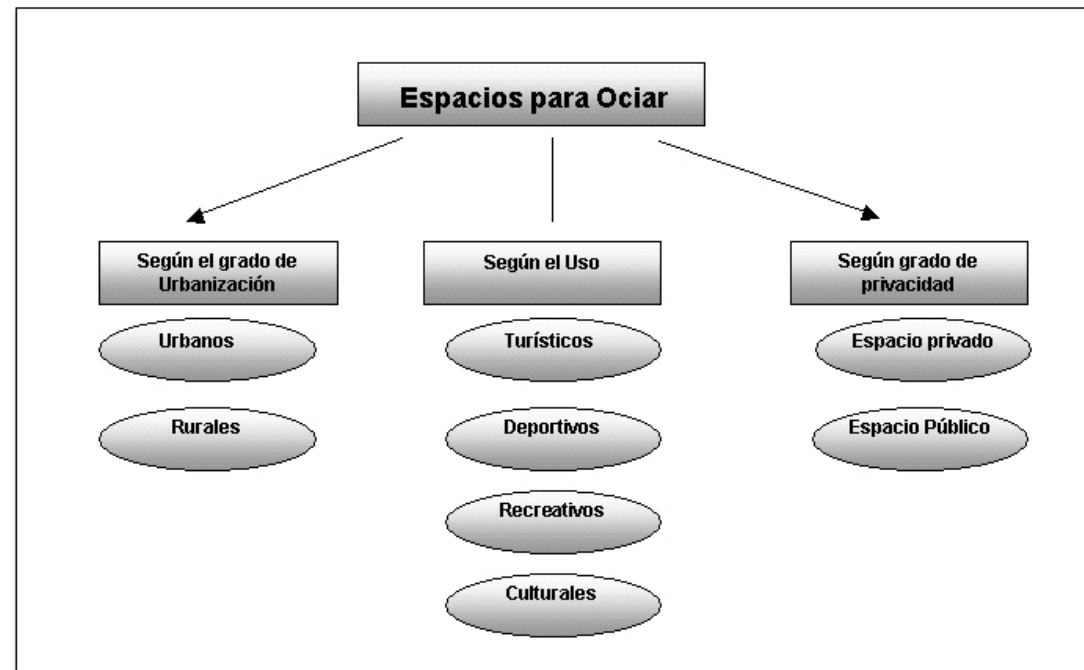 Espacios para Ociar
Según el grado de
Urbanización
Urbanos
Rurales
Según el Uso
Turísticos
Deportivos
Recreativos
Culturales
Según grado de
privacidad
Espacio privado
Espacio Público